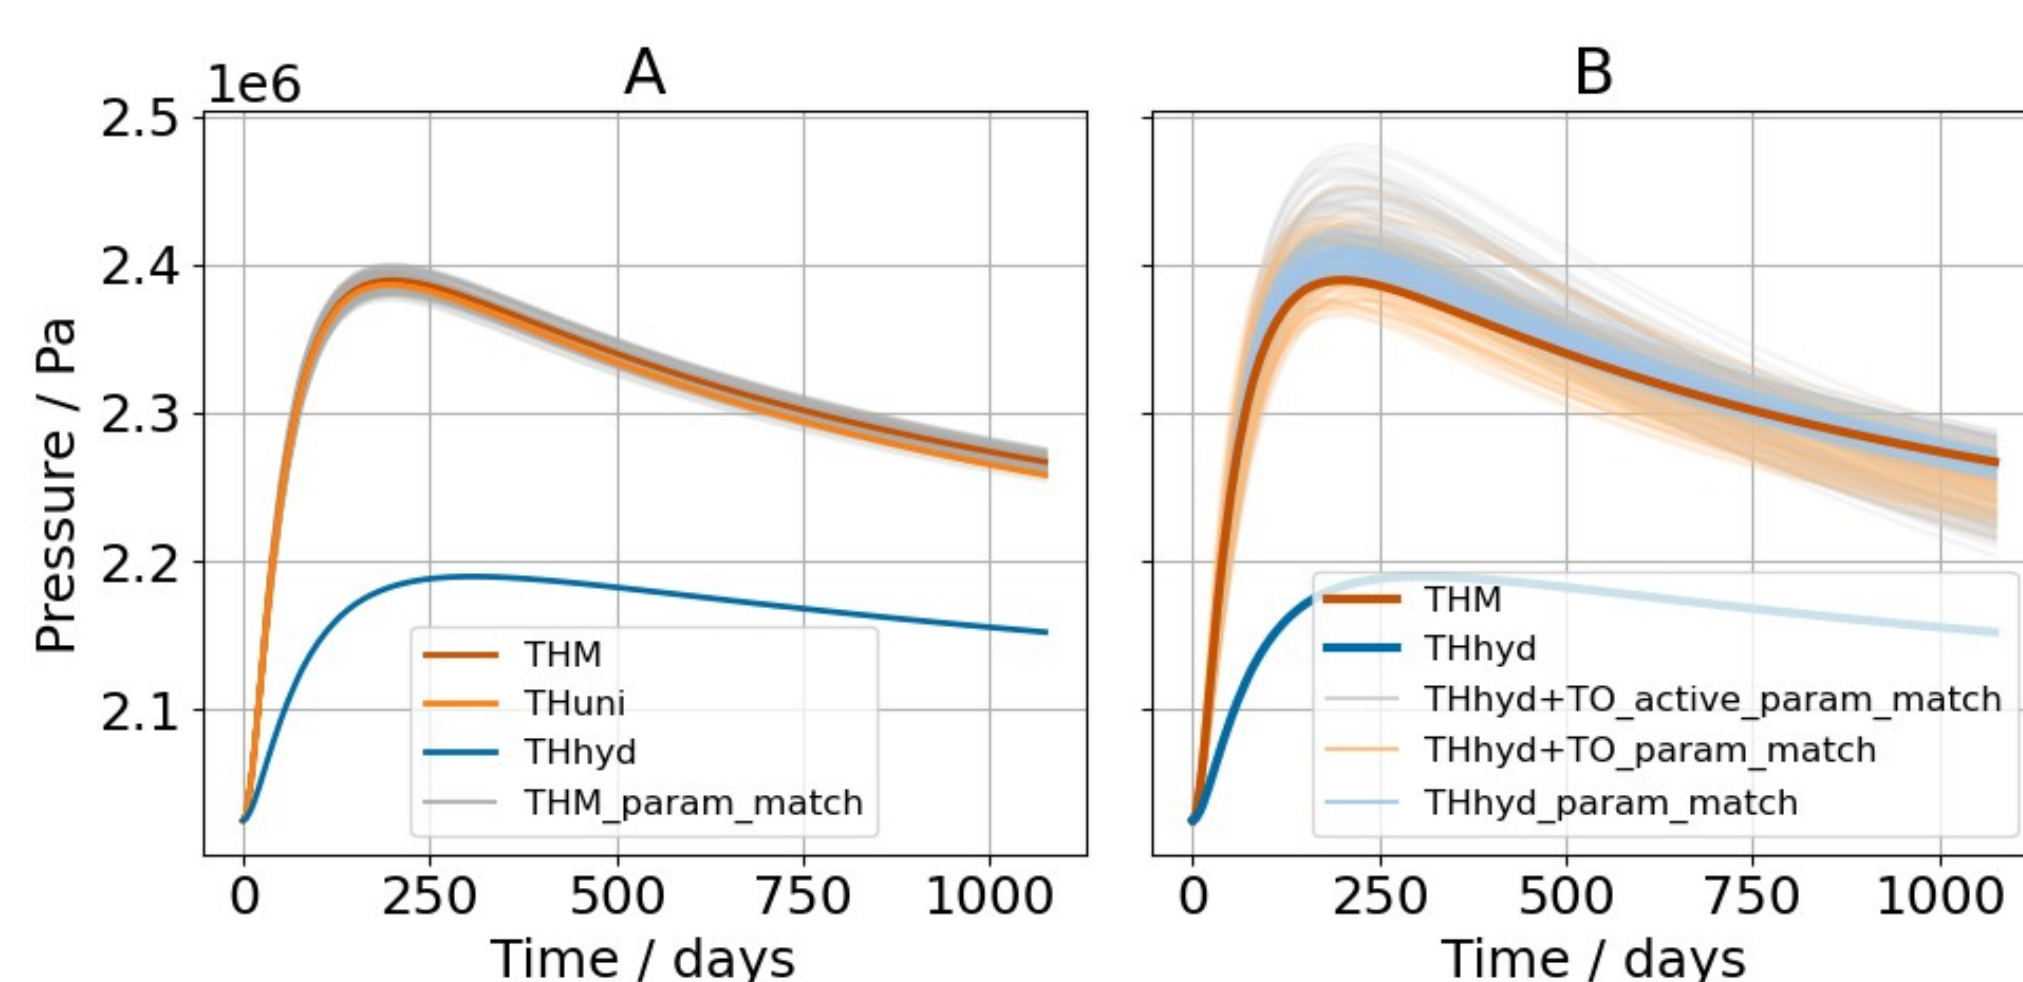 A
B
1e6
2.5
2.4
2.3
2.2
2.1
Pressure / Pa
THM
THuni
THhyd
THM_param_match
0 250 500 750 1000
Time / days
THM
THhyd
THhyd+TO_active_param_match
THhyd+TO_param_match
THhyd_param_match
0 250 500 750 1000
Time / days